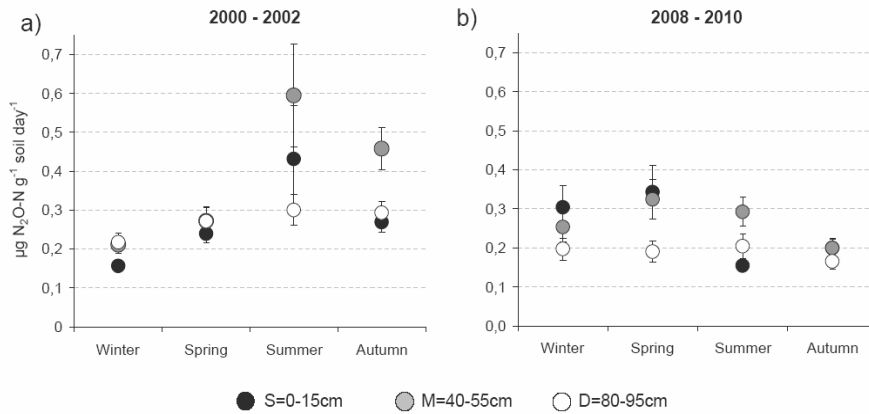 a)
2000 - 2002
0,7
0,6
0,5
0,4
0,3
0,2
0,1
0
µg N₂O-N g⁻¹ soil day⁻¹
Winter Spring Summer Autumn
b)
2008 - 2010
0,7
0,6
0,5
0,4
0,3
0,2
0,1
0,0
Winter Spring Summer Autumn
S=0-15cm M=40-55cm D=80-95cm